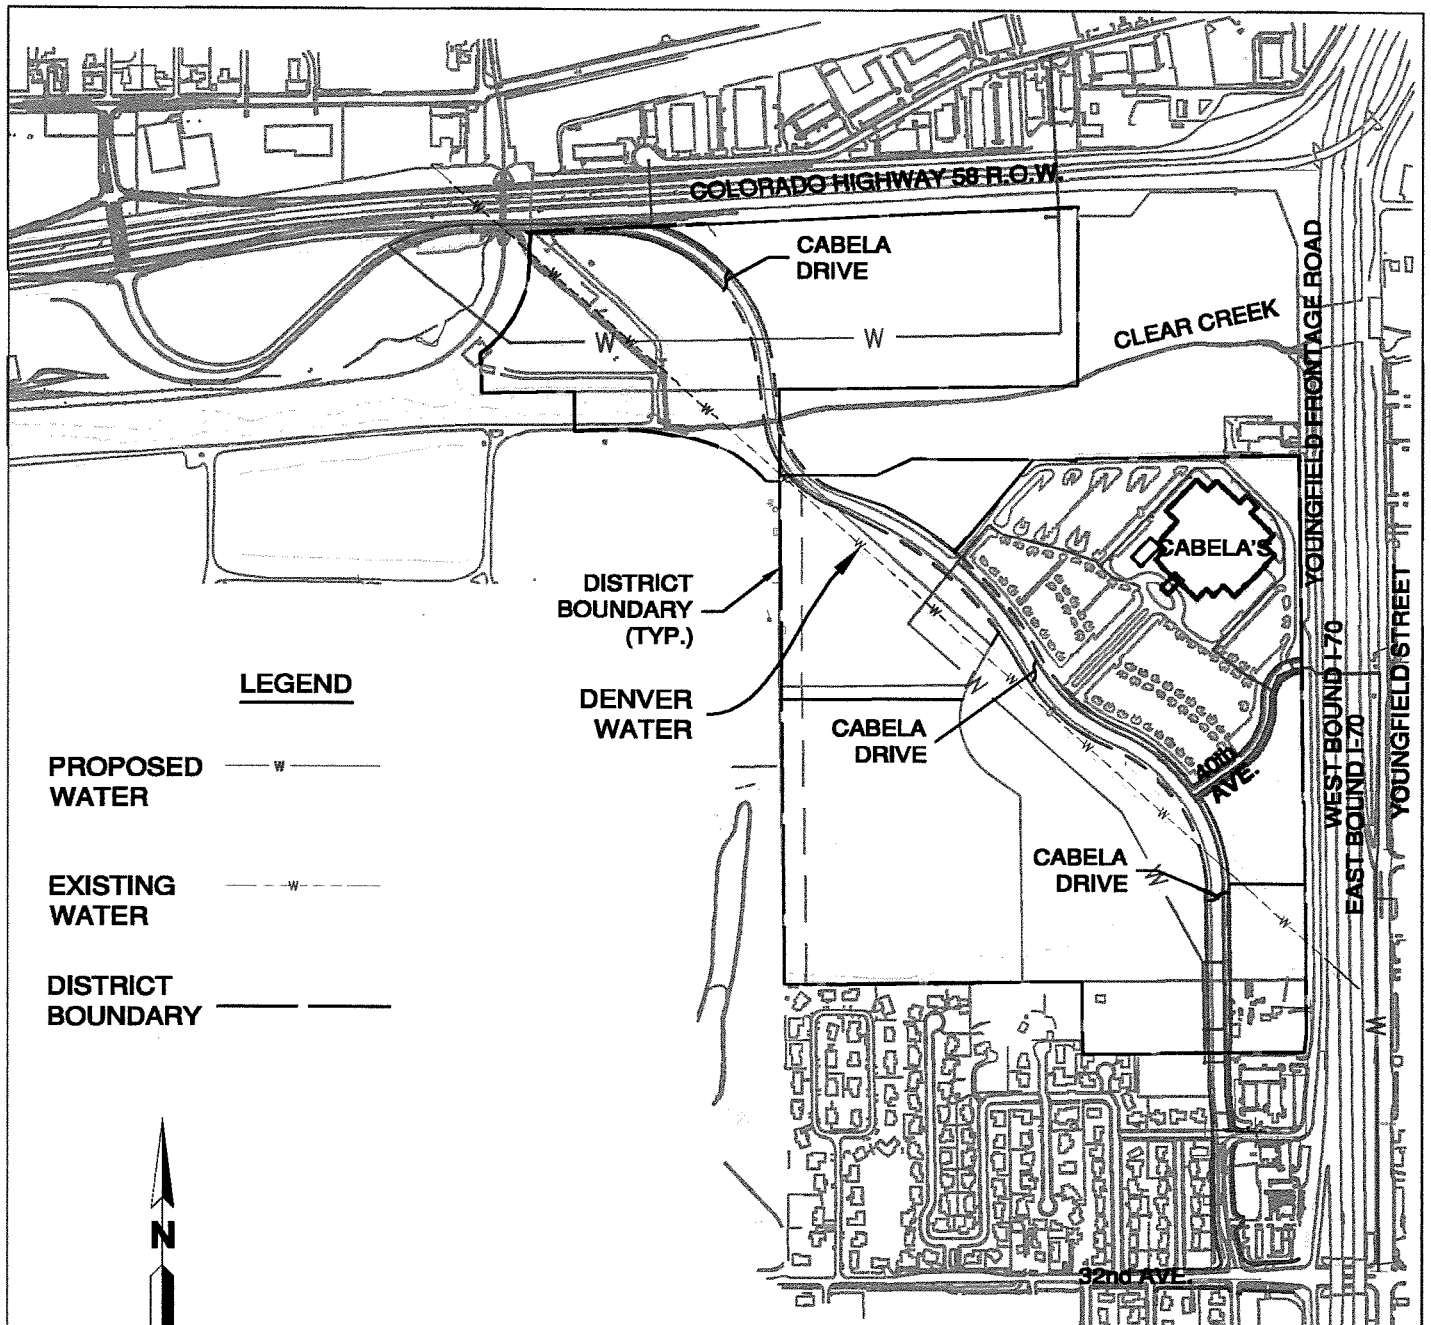 COLORADO HIGHWAY 58 R.O.W.
CABELA
DRIVE
W
W
W
W
W
CLEAR CREEK
YOUNGFIELD FRONTAGE ROAD
W
W
CABELA'S
DISTRICT
BOUNDARY
(TYP.)
W
DENVER
WATER
W
W
CABELA
DRIVE
W
40th
AVE.
WEST BOUND I-70
EAST BOUND I-70
YOUNGFIELD STREET
W
CABELA
DRIVE
W
W
W
32nd AVE.
LEGEND
PROPOSED
WATER
W
EXISTING
WATER
W
DISTRICT
BOUNDARY
N